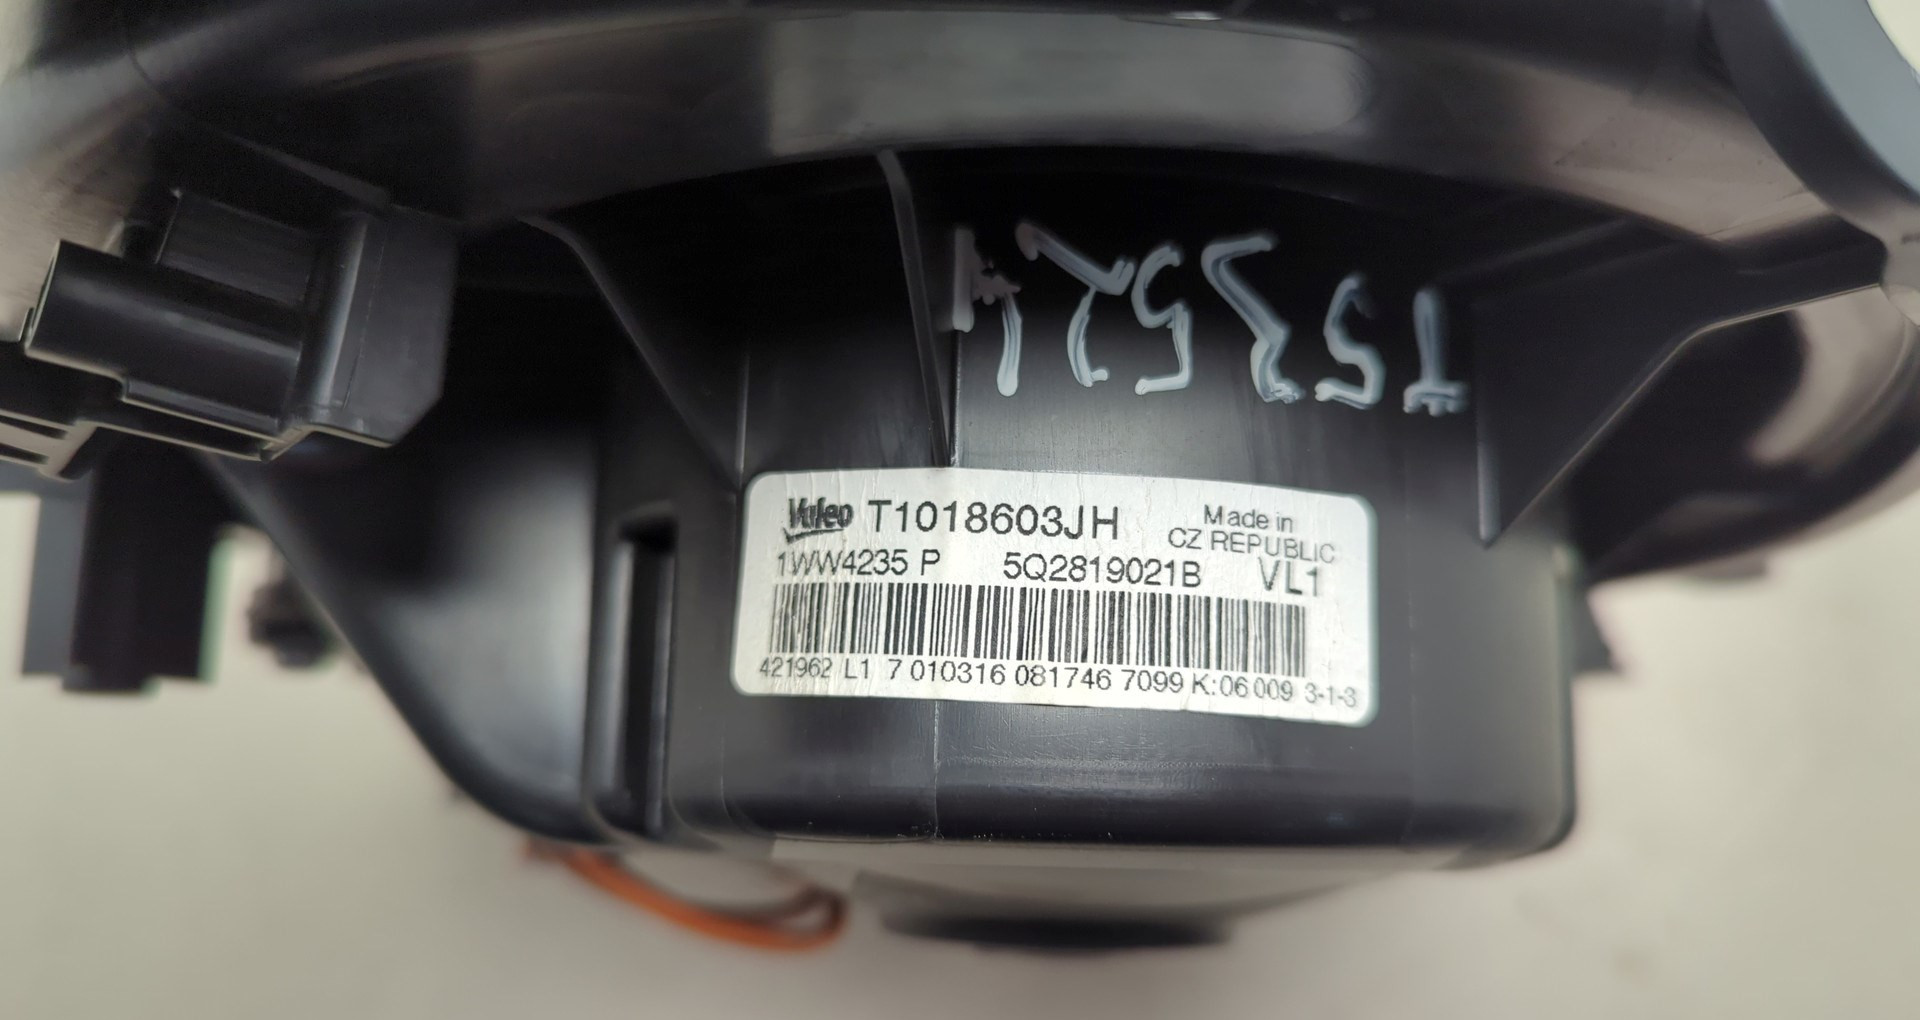 Valeo T1018603JH Made in
CZ REPUBLIC
1WW4235 P 5Q2819021B VL1
421962 L1 7 010316 081746 7099 K:06 009 3-1-3